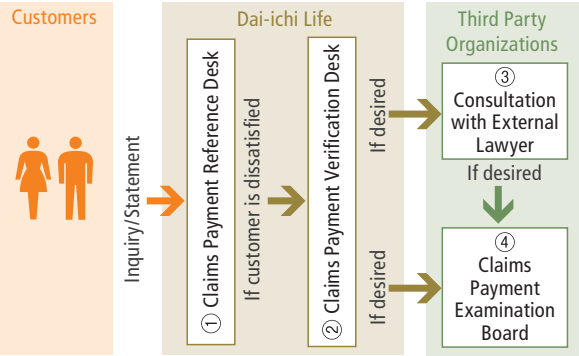 Customers
Dai-ichi Life
Third Party
Organizations
Inquiry/Statement
① Claims Payment Reference Desk
If customer is dissatisfied
② Claims Payment Verification Desk
If desired
If desired
③
Consultation
with External
Lawyer
If desired
④
Claims
Payment
Examination
Board